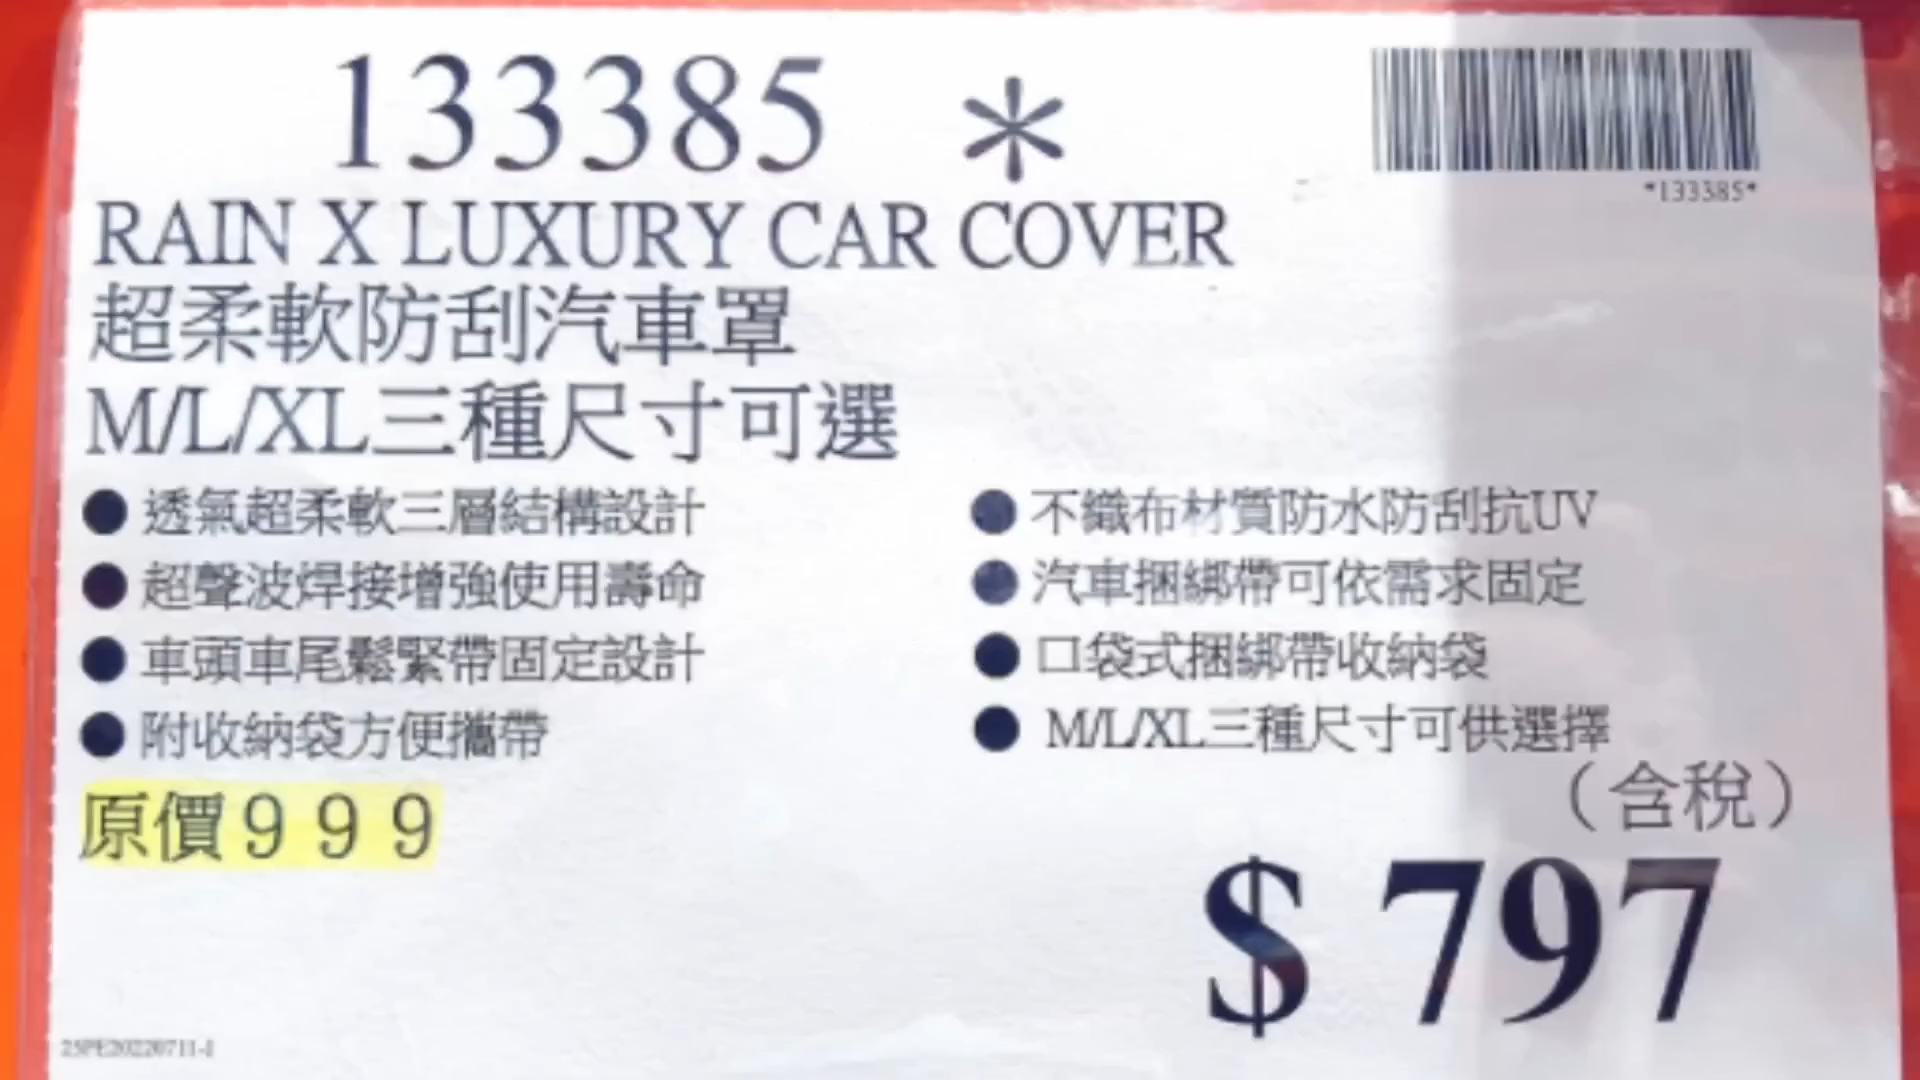 133385 *
*133385*
RAIN X LUXURY CAR COVER
超柔軟防刮汽車罩
M/L/XL三種尺寸可選
●透氣超柔軟三層結構設計
●超聲波焊接增強使用壽命
●車頭車尾鬆緊帶固定設計
●附收納袋方便攜帶
●不織布材質防水防刮抗UV
●汽車捆綁帶可依需求固定
●口袋式捆綁帶收納袋
● M/L/XL三種尺寸可供選擇
原價999
（含稅）
$ 797